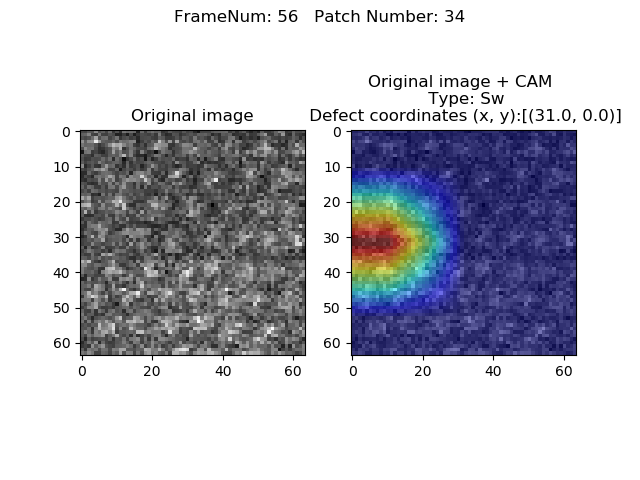 FrameNum: 56   Patch Number: 34
Original image
Original image + CAM
Type: Sw
Defect coordinates (x, y):[(31.0, 0.0)]
0
10
20
30
40
50
60
0 20 40 60
0
10
20
30
40
50
60
0 20 40 60